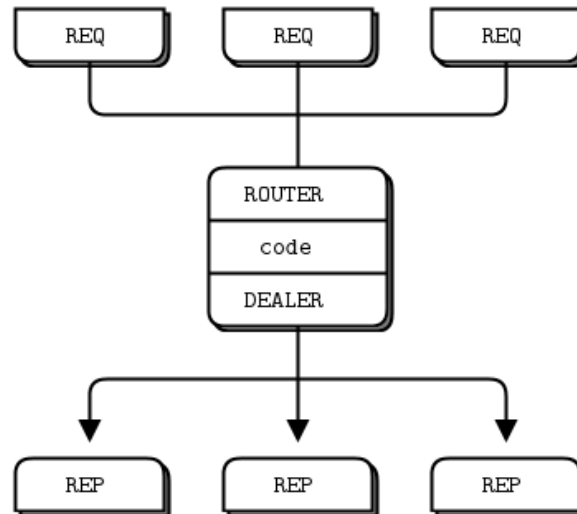 REQ REQ REQ
ROUTER
code
DEALER
REP REP REP